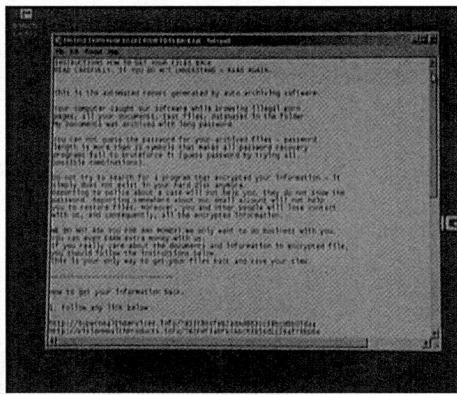 INSTRUCTIONS HOW TO GET YOUR FILES BACK
READ CAREFULLY. IF YOU DO NOT UNDERSTAND - READ AGAIN.
This is the automated report generated by auto archiving software.
Your computer caught our software while browsing illegal porn
pages, all your documents, text files, databases in the folder
My Documents was archived with long password.
You can not guess the password for your archived files - password
length is more than symbols that makes all password recovery
programs fail to bruteforce it (guess password by trying all
possible combinations).
Do not try to search for a program that encrypted your information - it
simply does not exist in your hard disk anymore.
Reporting to police about a case will not help you, they do not know the
password. Reporting somewhere about our email account will not help
you to restore files. Moreover, you and other people will lose contact
with us, and consequently, all the encrypted information.
WE DO NOT ASK YOU FOR ANY MONEY! We only want to do business with you.
You can even EARN extra money with us.
If you really care about the documents and information in encrypted file,
you should follow the instructions below.
This is your only way to get your files back and save your time.
------------------------------
How to get your information back.
1. Follow any link below